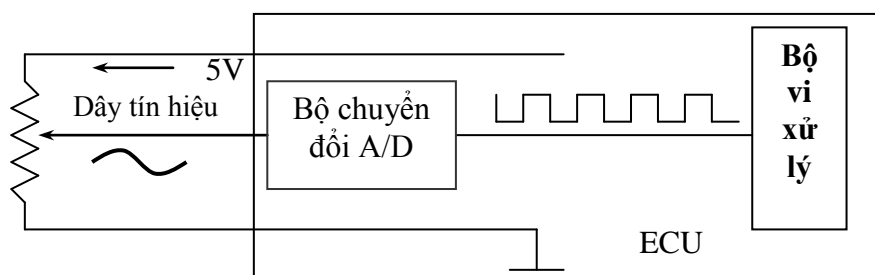 5V
Dây tín hiệu
Bộ chuyển
đổi A/D
Bộ
vi
xử
lý
ECU